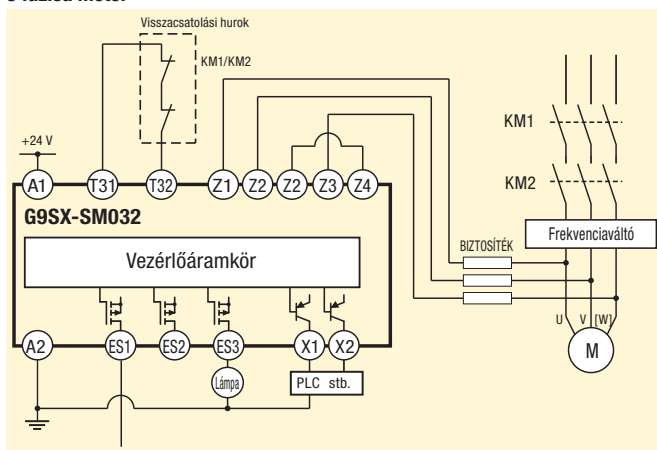 3-fázisú motor
Visszacsatolási hurok
KM1/KM2
+24 V
A1
T31
T32
Z1
Z2
Z2
Z3
Z4
KM1
KM2
G9SX-SM032
Vezérlőáramkör
BIZTOSÍTÉK
Frekvenciaváltó
U
V
[W]
M
A2
ES1
ES2
ES3
X1
X2
Lámpa
PLC stb.